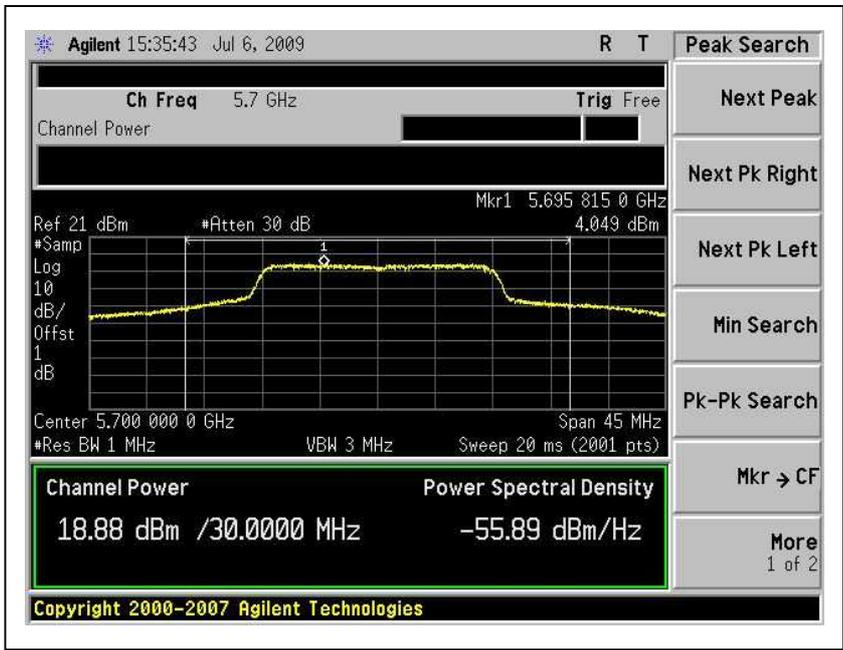 Agilent 15:35:43 Jul 6, 2009 R T
Peak Search
Ch Freq 5.7 GHz Trig Free
Channel Power
Mkr1 5.695 815 0 GHz
Ref 21 dBm #Atten 30 dB 4.049 dBm
#Samp
Log
10
dB/
Offst
1
dB
1
Center 5.700 000 0 GHz Span 45 MHz
#Res BW 1 MHz VBW 3 MHz Sweep 20 ms (2001 pts)
Channel Power Power Spectral Density
18.88 dBm /30.0000 MHz -55.89 dBm/Hz
Copyright 2000-2007 Agilent Technologies
Next Peak
Next Pk Right
Next Pk Left
Min Search
Pk-Pk Search
Mkr → CF
More
1 of 2